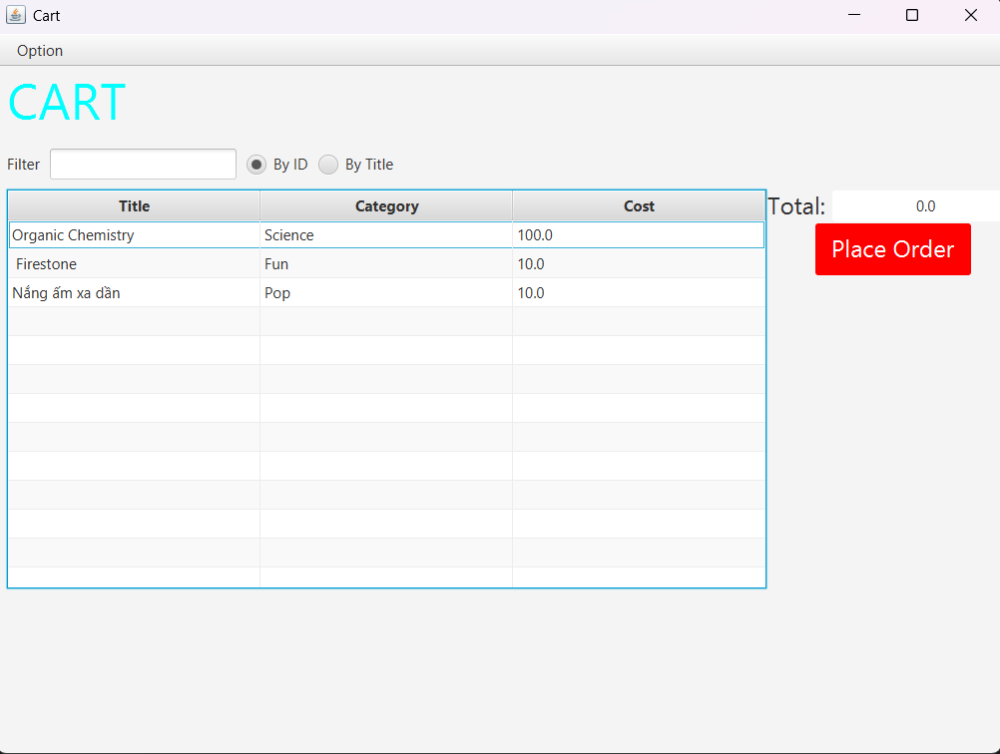 Cart
Option
CART
Filter By ID By Title
Title Category Cost Total: 0.0
Organic Chemistry Science 100.0 Place Order
Firestone Fun 10.0
Nắng ấm xa dần Pop 10.0